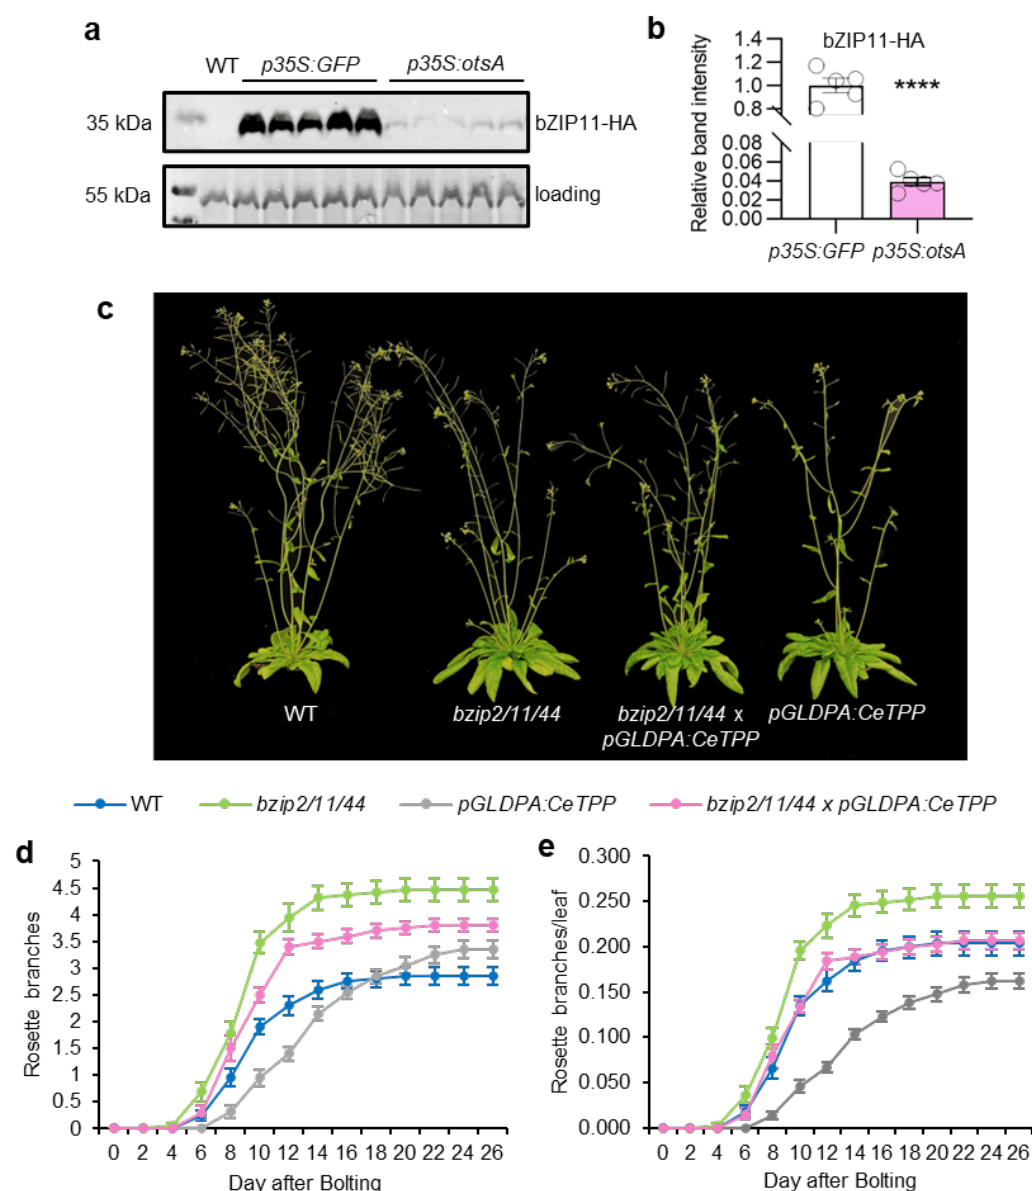 a
WT p35S:GFP p35S:otsA
35 kDa bZIP11-HA
55 kDa loading
b
bZIP11-HA
Relative band intensity
1.4
1.2
1.0
0.8
0.08
0.06
0.04
0.02
0.00
****
p35S:GFP p35S:otsA
c
WT bzip2/11/44 bzip2/11/44 x pGLDPA:CeTPP
pGLDPA:CeTPP
WT bzip2/11/44 pGLDPA:CeTPP bzip2/11/44 x pGLDPA:CeTPP
d
Rosette branches
5
4.5
4
3.5
3
2.5
2
1.5
1
0.5
0
0 2 4 6 8 10 12 14 16 18 20 22 24 26
Day after Bolting
e
Rosette branches/leaf
0.300
0.250
0.200
0.150
0.100
0.050
0.000
0 2 4 6 8 10 12 14 16 18 20 22 24 26
Day after Bolting